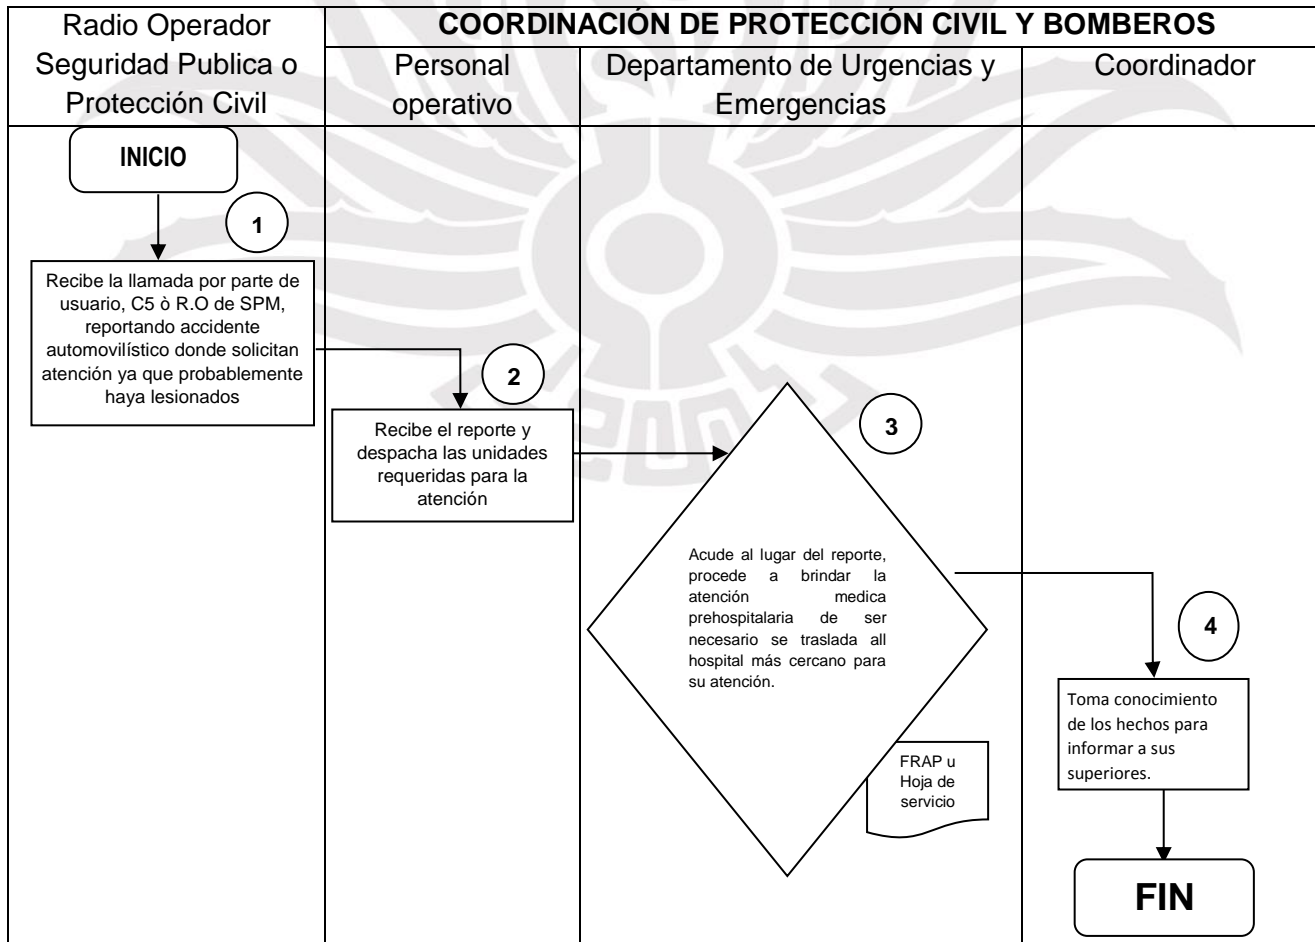 Radio Operador
Seguridad Publica o
Protección Civil
COORDINACIÓN DE PROTECCIÓN CIVIL Y BOMBEROS
Personal
operativo
Departamento de Urgencias y
Emergencias
Coordinador
INICIO
1
Recibe la llamada por parte de
usuario, C5 ò R.O de SPM,
reportando accidente
automovilístico donde solicitan
atención ya que probablemente
haya lesionados
2
Recibe el reporte y
despacha las unidades
requeridas para la
atención
3
Acude al lugar del reporte,
procede a brindar la
atención medica
prehospitalaria de ser
necesario se traslada all
hospital más cercano para
su atención.
FRAP u
Hoja de
servicio
4
Toma conocimiento
de los hechos para
informar a sus
superiores.
FIN